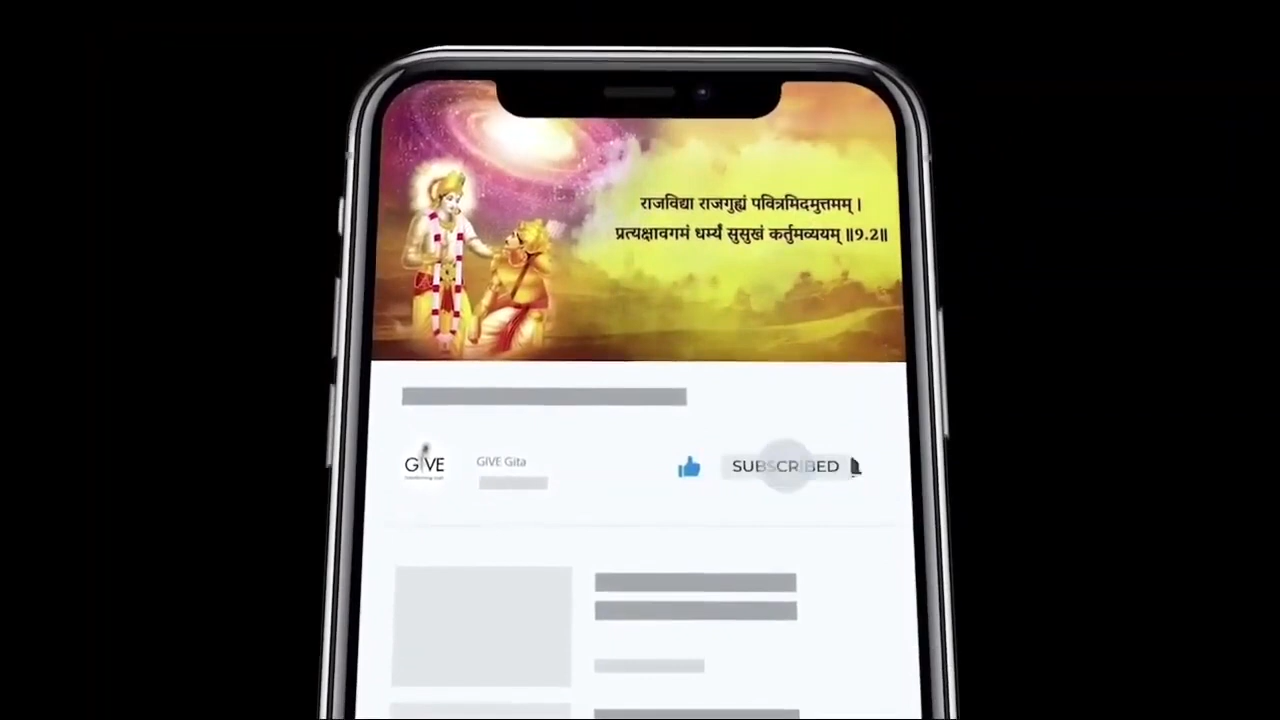 राजविद्या राजगुह्यं पवित्रमिदमुत्तमम् ।
प्रत्यक्षावगमं धर्म्यं सुसुखं कर्तुमव्ययम् ॥9.2॥
GIVE
GIVE Gita
SUBSCRIBED